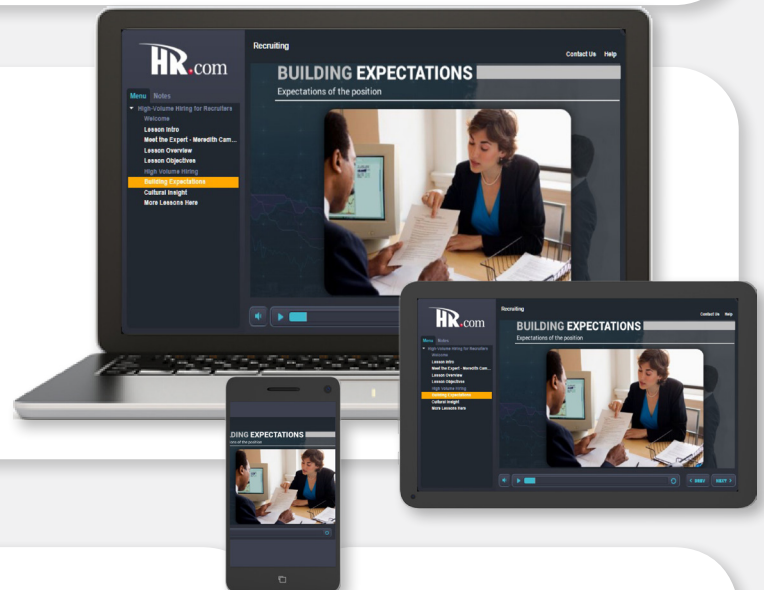 HR.com
Recruiting
Contact Us Help
Menu Notes
High-Volume Hiring for Recruiters
Welcome
Lesson Intro
Meet the Expert - Meredith Cam...
Lesson Overview
Lesson Objectives
High Volume Hiring
Building Expectations
Cultural Insight
More Lessons Here
BUILDING EXPECTATIONS
Expectations of the position
HR.com
Recruiting
Contact Us Help
Menu Notes
High-Volume Hiring for Recruiters
Welcome
Lesson Intro
Meet the Expert - Meredith Cam...
Lesson Overview
Lesson Objectives
High Volume Hiring
Building Expectations
Cultural Insight
More Lessons Here
BUILDING EXPECTATIONS
Expectations of the position
< PREV NEXT >
DING EXPECTATIONS
ons of the position